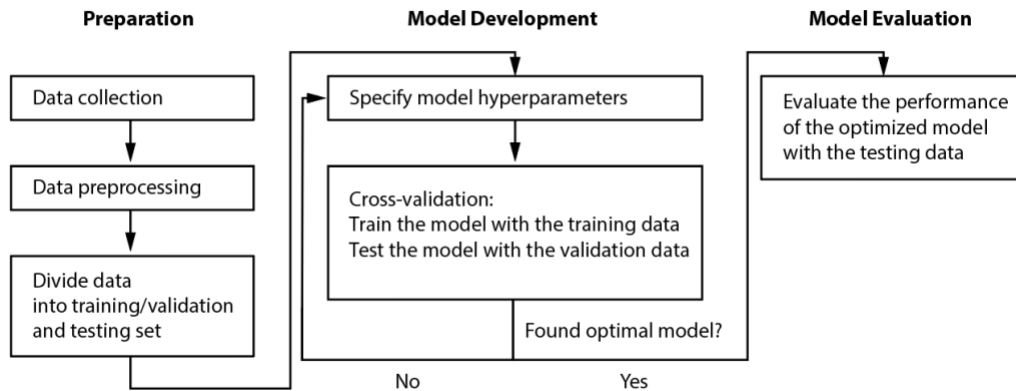 Preparation
Data collection
Data preprocessing
Divide data
into training/validation
and testing set
Model Development
Specify model hyperparameters
Cross-validation:
Train the model with the training data
Test the model with the validation data
Found optimal model?
No
Yes
Model Evaluation
Evaluate the performance
of the optimized model
with the testing data